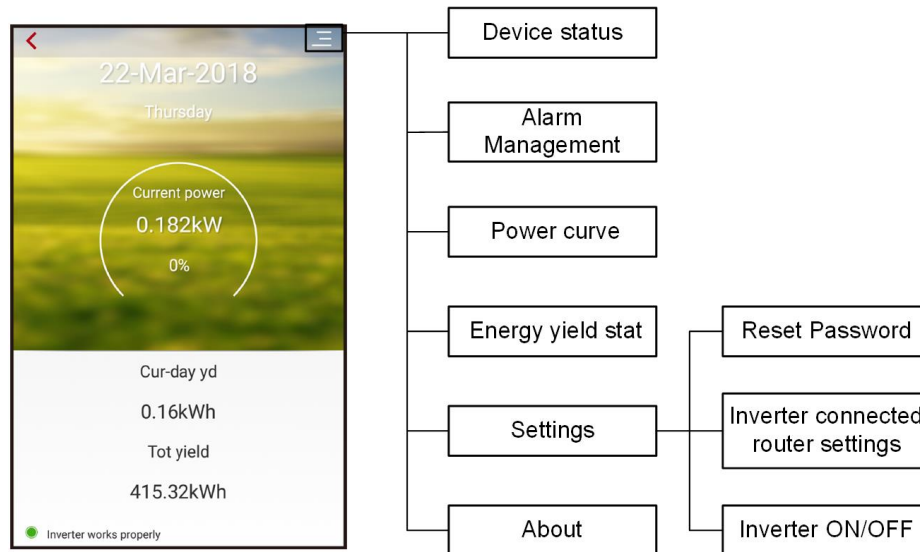 22-Mar-2018
Thursday
Current power
0.182kW
0%
Cur-day yd
0.16kWh
Tot yield
415.32kWh
Inverter works properly
Device status
Alarm
Management
Power curve
Energy yield stat
Settings
About
Reset Password
Inverter connected
router settings
Inverter ON/OFF